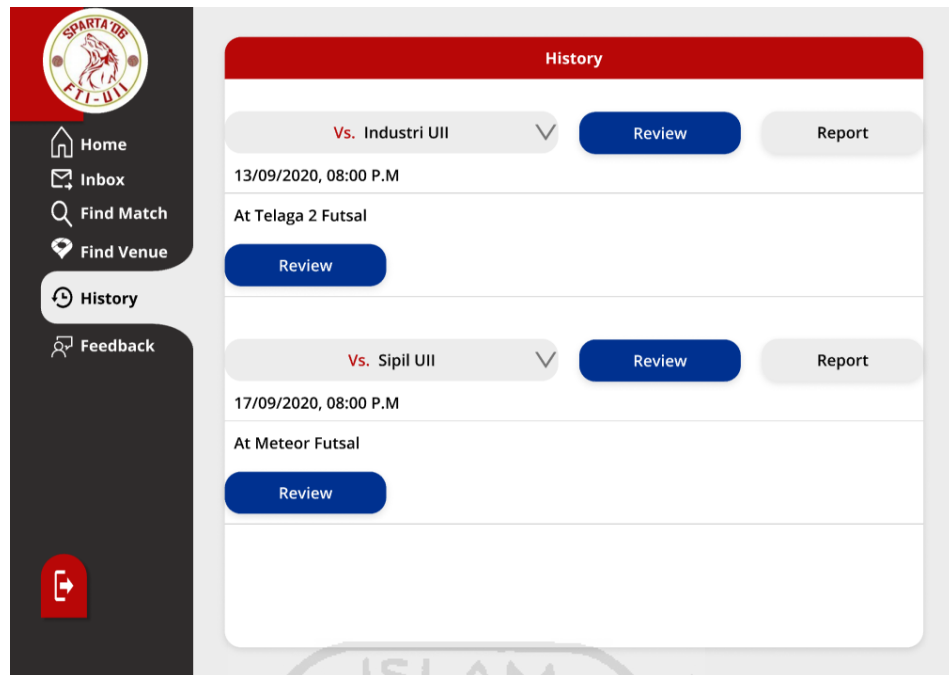 SPARTA'06
FTI-UII
Home
Inbox
Find Match
Find Venue
History
Feedback
History
Vs. Industri UII
Review
Report
13/09/2020, 08:00 P.M
At Telaga 2 Futsal
Review
Vs. Sipil UII
Review
Report
17/09/2020, 08:00 P.M
At Meteor Futsal
Review
ISLAM